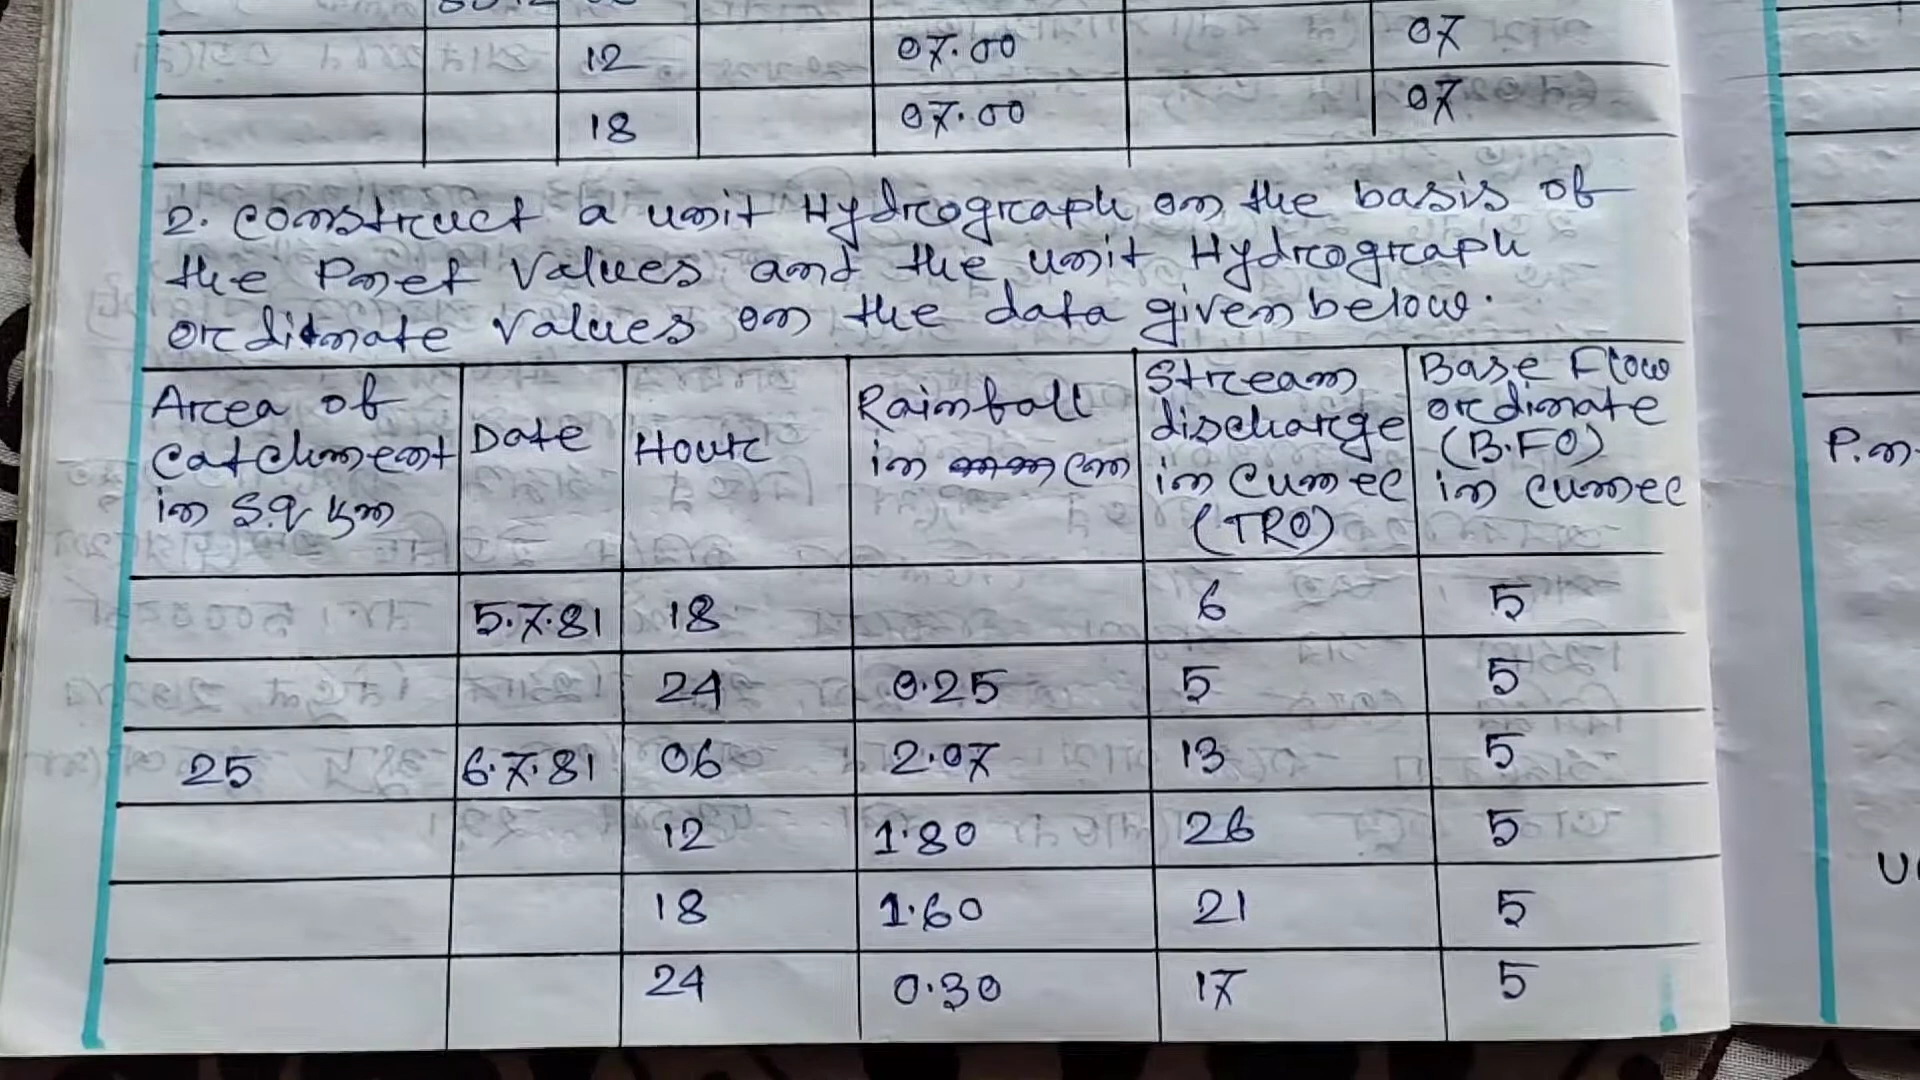 12 07.00 07
18 07.00 07
2. construct a unit Hydrograph on the basis of
the Pnet values and the unit Hydrograph
orditnate values on the data given below.
Area of catchment in S.q km Date Hour Rainfall in cm Stream discharge in cumec (TRO) Base Flow ordinate (B.FO) in cumec
5.7.81 18 6 5
24 0.25 5 5
25 6.7.81 06 2.07 13 5
12 1.80 26 5
18 1.60 21 5
24 0.30 17 5
P.n